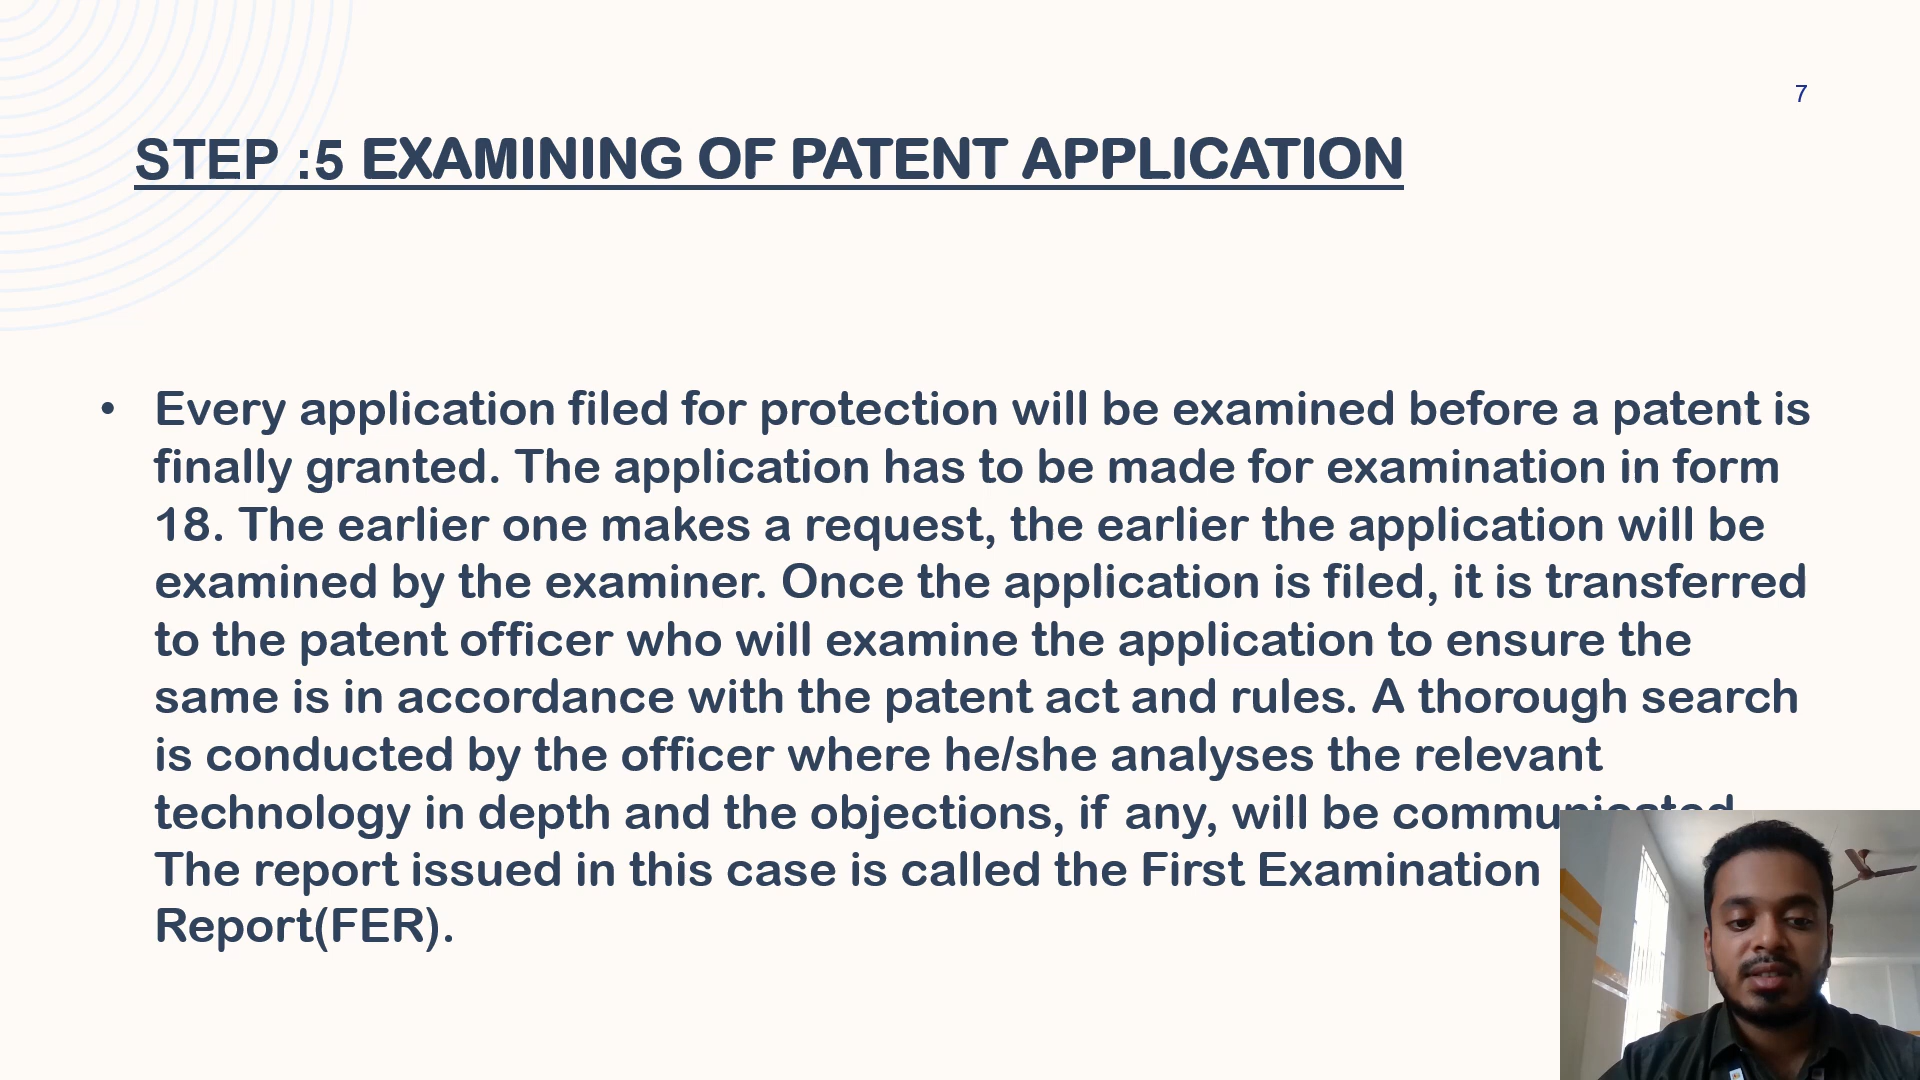 7
STEP :5 EXAMINING OF PATENT APPLICATION
• Every application filed for protection will be examined before a patent is
finally granted. The application has to be made for examination in form
18. The earlier one makes a request, the earlier the application will be
examined by the examiner. Once the application is filed, it is transferred
to the patent officer who will examine the application to ensure the
same is in accordance with the patent act and rules. A thorough search
is conducted by the officer where he/she analyses the relevant
technology in depth and the objections, if any, will be communicated
The report issued in this case is called the First Examination
Report(FER).